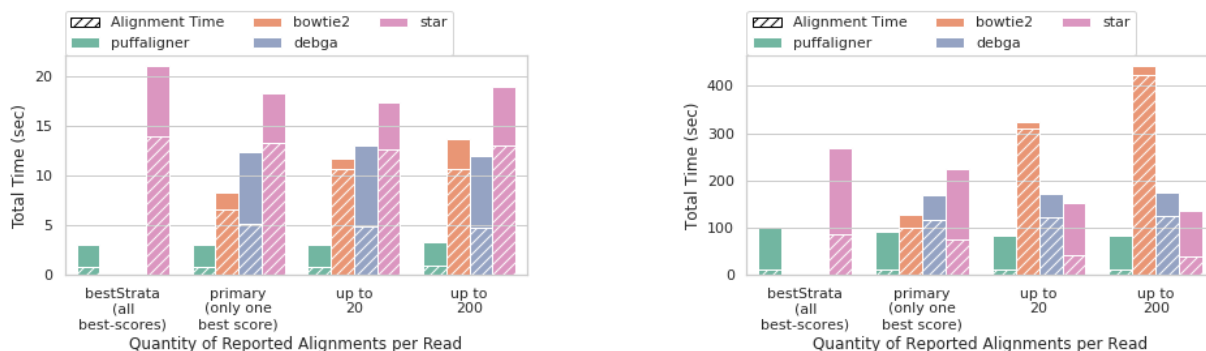 Alignment Time
bowtie2
star
puffaligner
debga
Total Time (sec)
20
15
10
5
0
bestStrata
(all
best-scores)
primary
(only one
best score)
up to
20
up to
200
Quantity of Reported Alignments per Read
Alignment Time
bowtie2
star
puffaligner
debga
Total Time (sec)
400
300
200
100
0
bestStrata
(all
best-scores)
primary
(only one
best score)
up to
20
up to
200
Quantity of Reported Alignments per Read